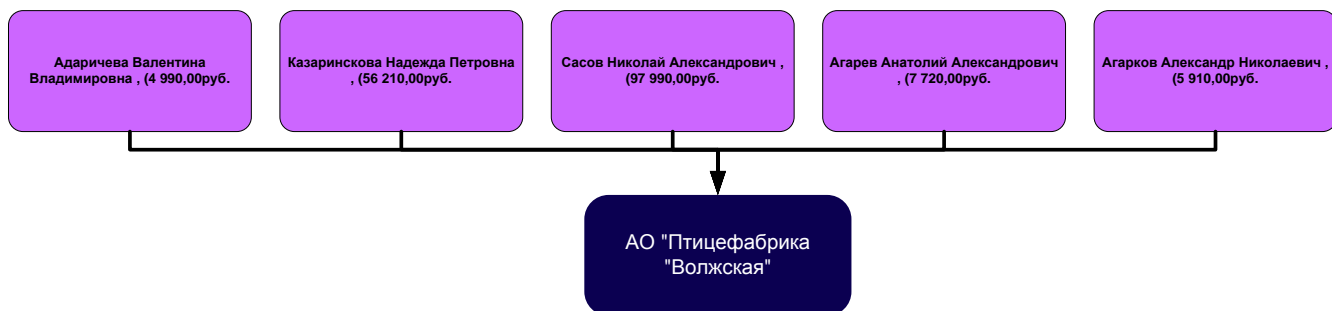 Адаричева Валентина
Владимировна , (4 990,00руб.
Казаринскова Надежда Петровна
, (56 210,00руб.
Сасов Николай Александрович ,
(97 990,00руб.
Агарев Анатолий Александрович
, (7 720,00руб.
Агарков Александр Николаевич ,
(5 910,00руб.
АО "Птицефабрика
"Волжская"